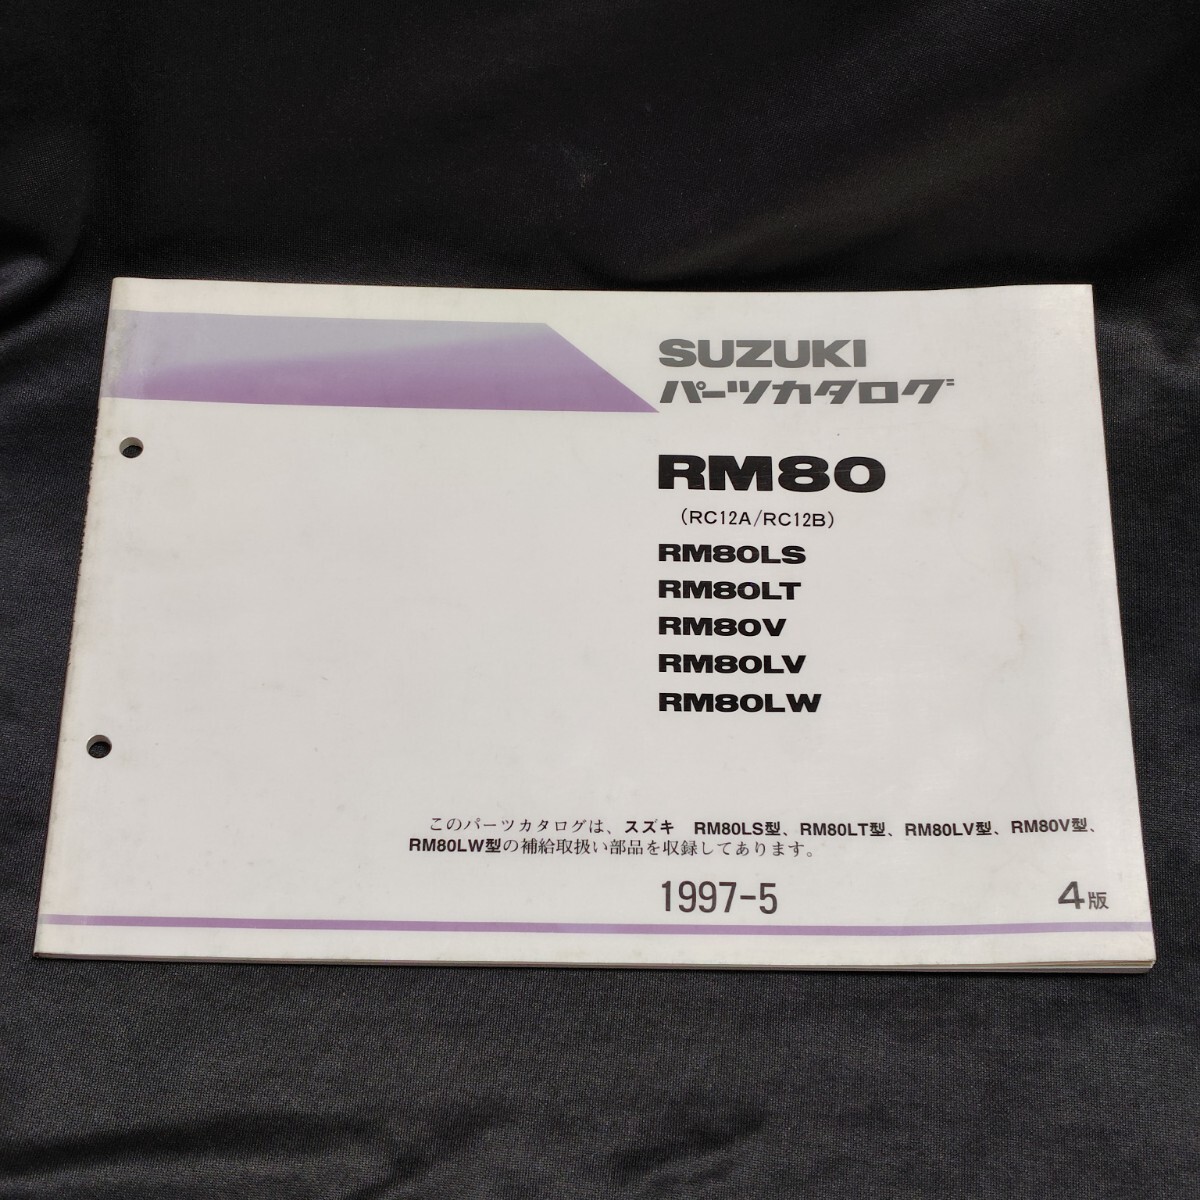 SUZUKI
パーツカタログ
RM80
(RC12A/RC12B)
RM80LS
RM80LT
RM80V
RM80LV
RM80LW
このパーツカタログは、スズキ RM80LS型、RM80LT型、RM80LV型、RM80V型、
RM80LW型の補給取扱い部品を収録してあります。
1997-5 4版